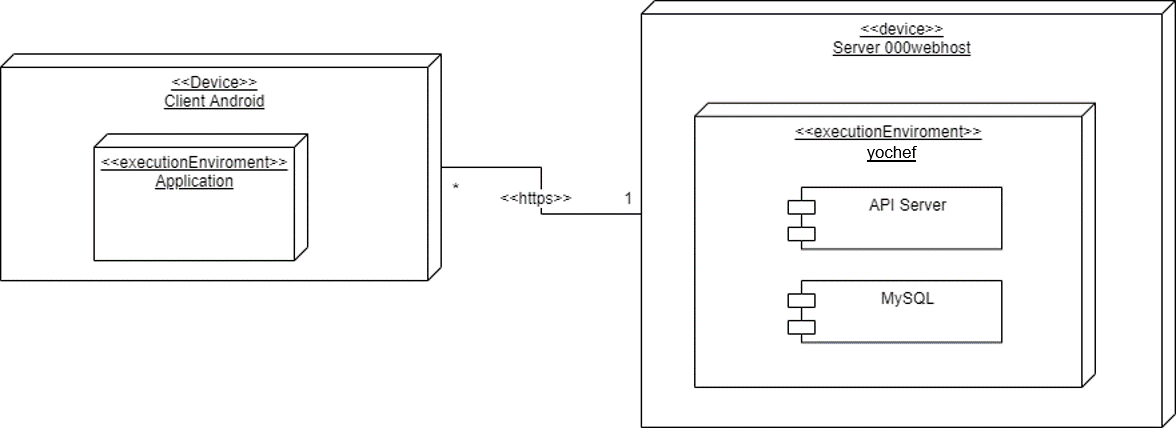 <<Device>>
Client Android
<<executionEnviroment>>
Application
*
<<https>>
1
<<device>>
Server 000webhost
<<executionEnviroment>>
yochef
API Server
MySQL